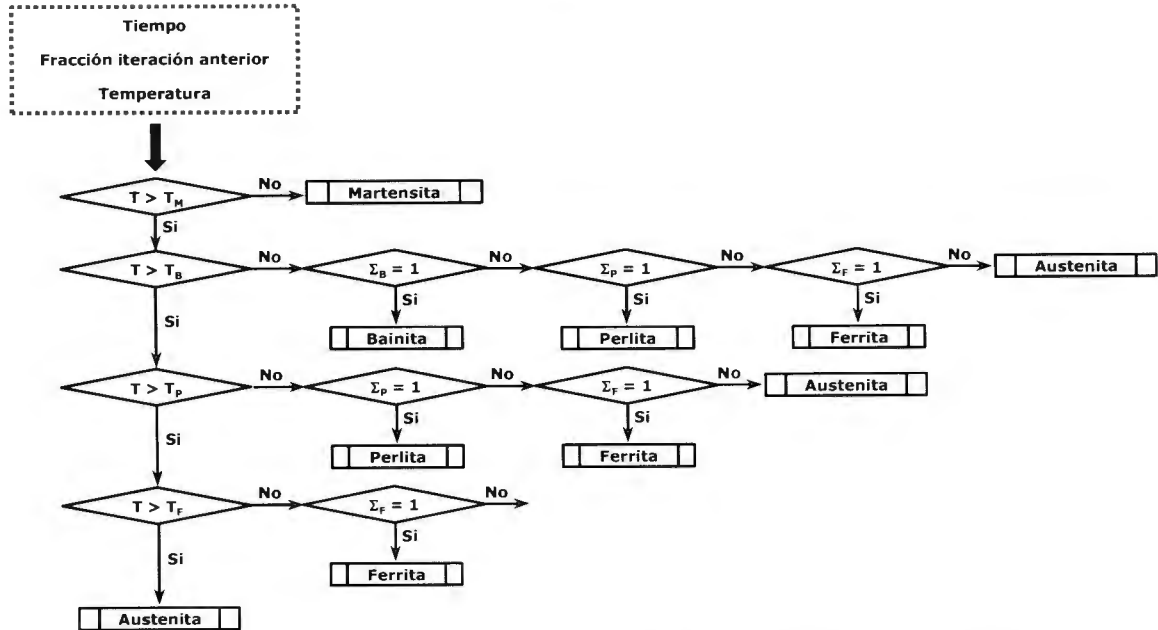 Tiempo
Fracción iteración anterior
Temperatura
T > T_M
No
Martensita
Si
T > T_B
No
Σ_B = 1
No
Σ_P = 1
No
Σ_F = 1
No
Austenita
Si
Si
Si
Si
Bainita
Perlita
Ferrita
T > T_P
No
Σ_P = 1
No
Σ_F = 1
No
Austenita
Si
Si
Si
Perlita
Ferrita
T > T_F
No
Σ_F = 1
No
Si
Si
Ferrita
Austenita